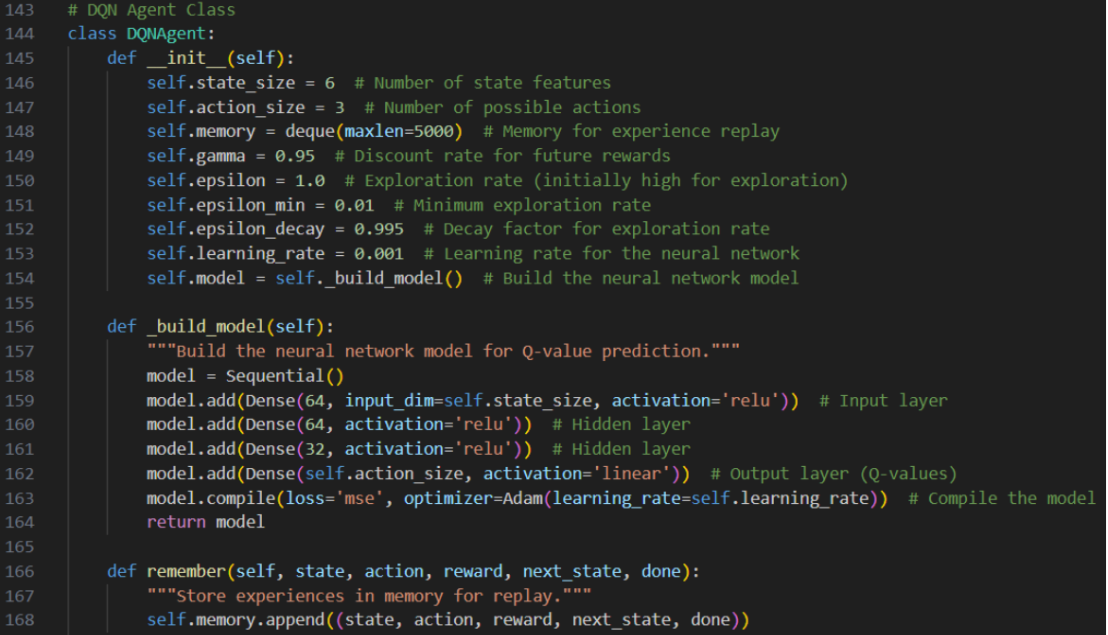 143 # DQN Agent Class
144 class DQNAgent:
145     def __init__(self):
146         self.state_size = 6  # Number of state features
147         self.action_size = 3  # Number of possible actions
148         self.memory = deque(maxlen=5000)  # Memory for experience replay
149         self.gamma = 0.95  # Discount rate for future rewards
150         self.epsilon = 1.0  # Exploration rate (initially high for exploration)
151         self.epsilon_min = 0.01  # Minimum exploration rate
152         self.epsilon_decay = 0.995  # Decay factor for exploration rate
153         self.learning_rate = 0.001  # Learning rate for the neural network
154         self.model = self._build_model()  # Build the neural network model
155
156     def _build_model(self):
157         """Build the neural network model for Q-value prediction."""
158         model = Sequential()
159         model.add(Dense(64, input_dim=self.state_size, activation='relu'))  # Input layer
160         model.add(Dense(64, activation='relu'))  # Hidden layer
161         model.add(Dense(32, activation='relu'))  # Hidden layer
162         model.add(Dense(self.action_size, activation='linear'))  # Output layer (Q-values)
163         model.compile(loss='mse', optimizer=Adam(learning_rate=self.learning_rate))  # Compile the model
164         return model
165
166     def remember(self, state, action, reward, next_state, done):
167         """Store experiences in memory for replay."""
168         self.memory.append((state, action, reward, next_state, done))